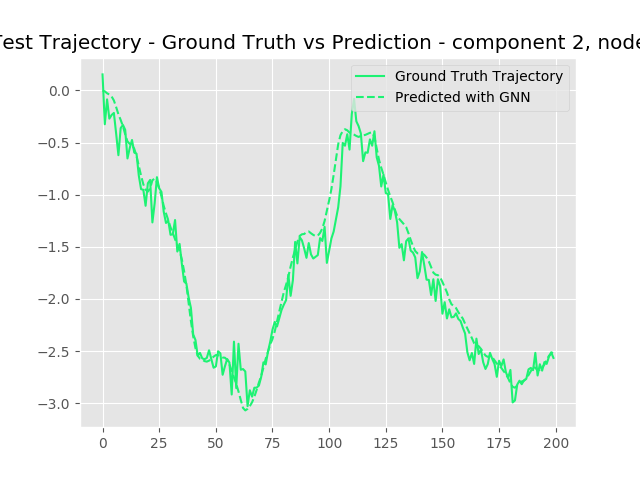 Test Trajectory - Ground Truth vs Prediction - component 2, node
Ground Truth Trajectory
Predicted with GNN
0.0
−0.5
−1.0
−1.5
−2.0
−2.5
−3.0
0 25 50 75 100 125 150 175 200